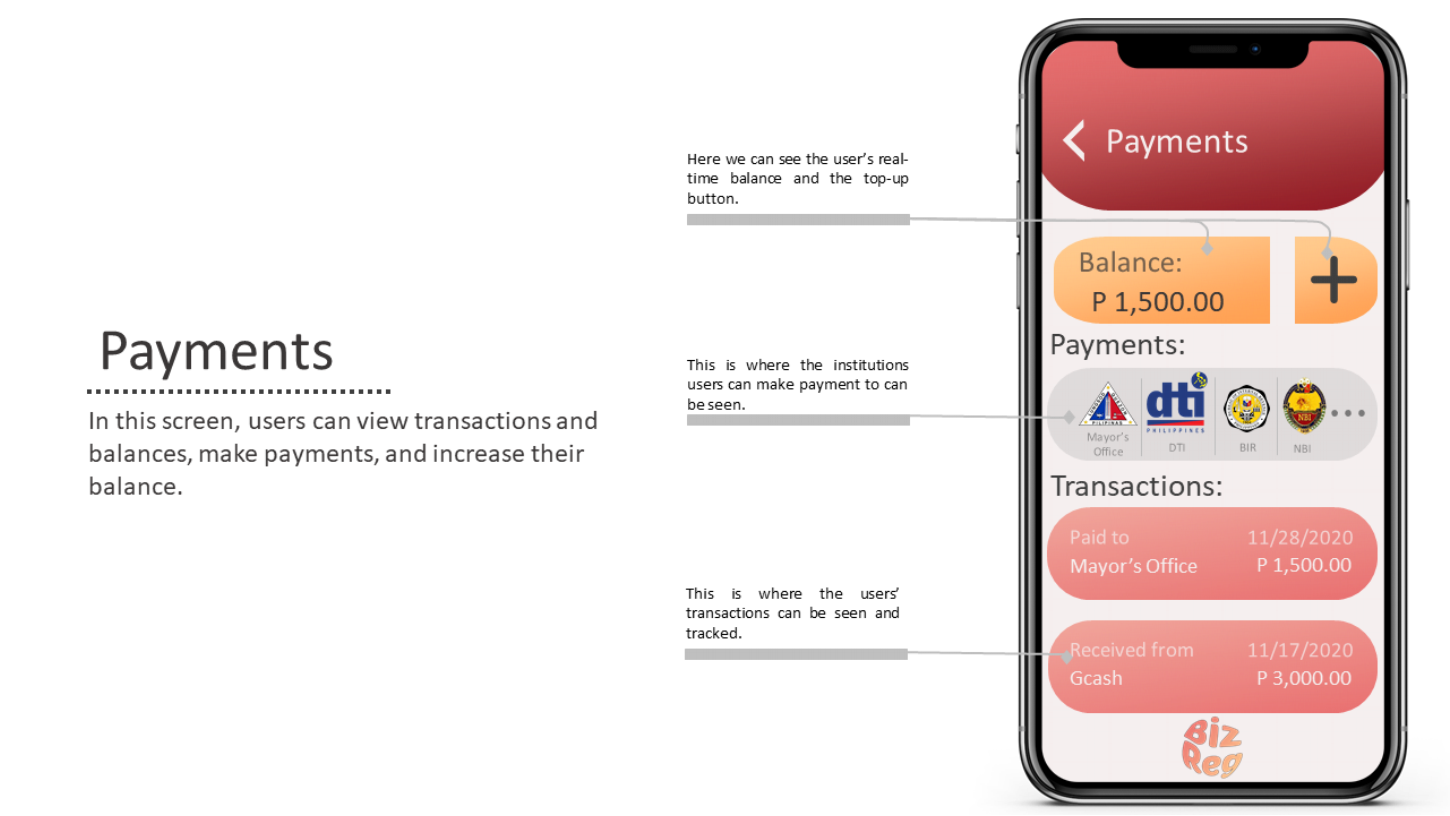 Payments
In this screen, users can view transactions and
balances, make payments, and increase their
balance.
Here we can see the user’s real-
time balance and the top-up
button.
This is where the institutions
users can make payment to can
be seen.
This is where the users’
transactions can be seen and
tracked.
Payments
Balance:
P 1,500.00
Payments:
dti
PILIPINAS
PHILIPPINES
NBI
Mayor’s
Office
DTI
BIR
NBI
Transactions:
Paid to 11/28/2020
Mayor’s Office P 1,500.00
Received from 11/17/2020
Gcash P 3,000.00
Biz
Reg